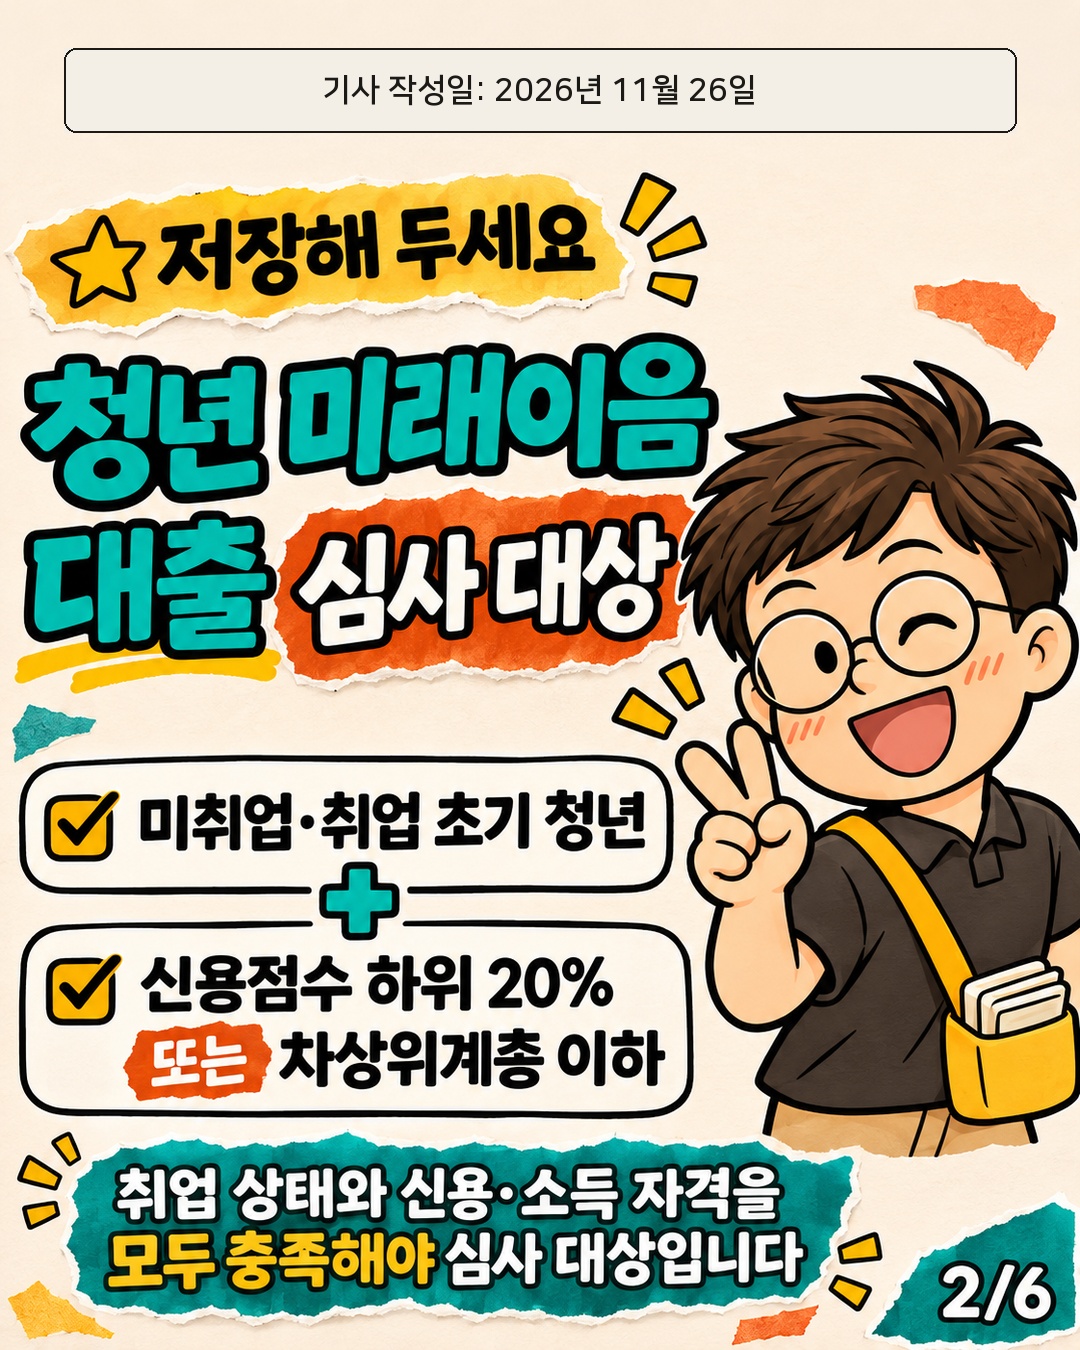 기사 작성일: 2026년 11월 26일
저장해 두세요
청년 미래이음
대출 심사 대상
미취업·취업 초기 청년
신용점수 하위 20%
또는 차상위계층 이하
취업 상태와 신용·소득 자격을
모두 충족해야 심사 대상입니다
2/6